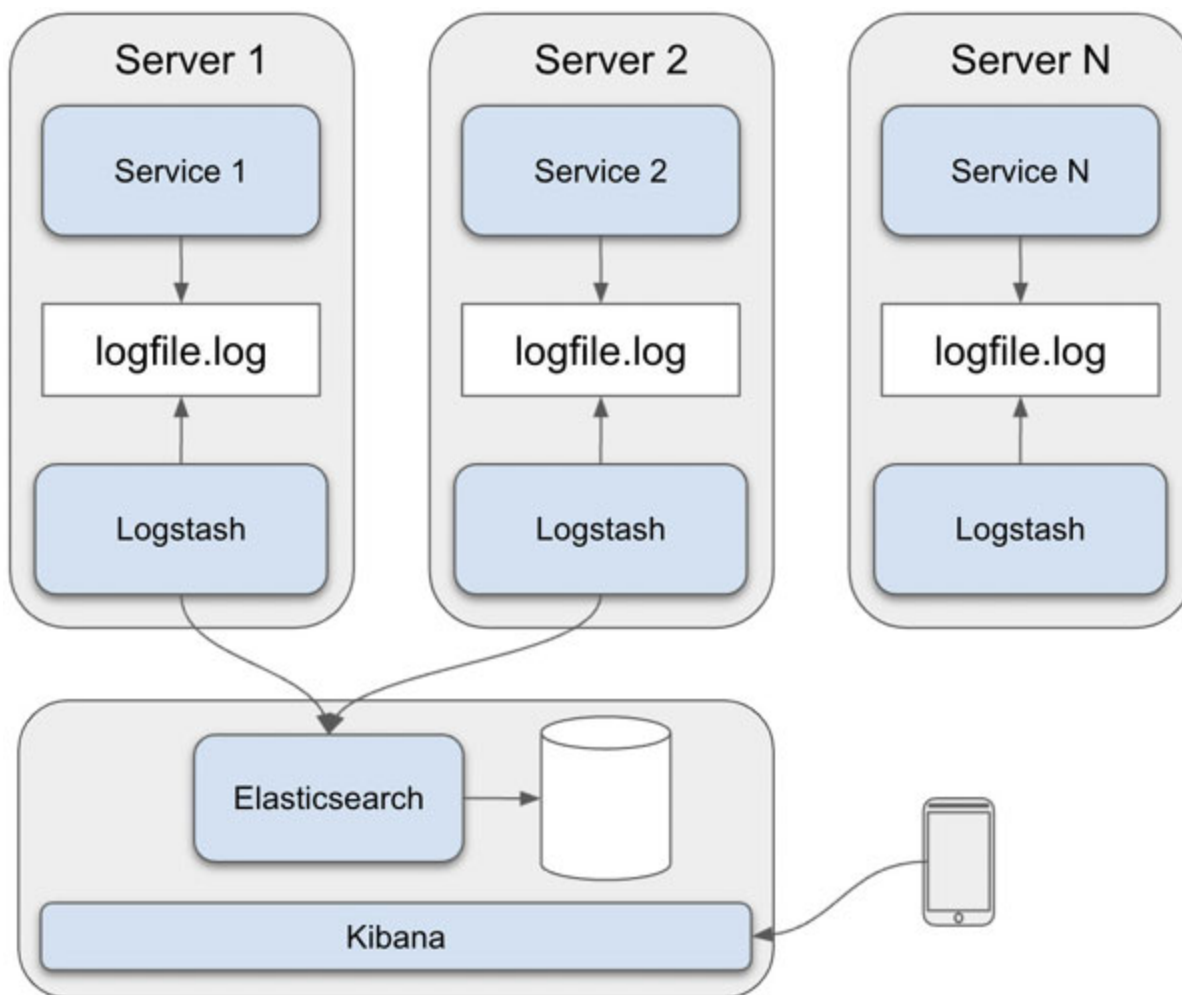 Server 1
Server 2
Server N
Service 1
Service 2
Service N
logfile.log
logfile.log
logfile.log
Logstash
Logstash
Logstash
Elasticsearch
Kibana